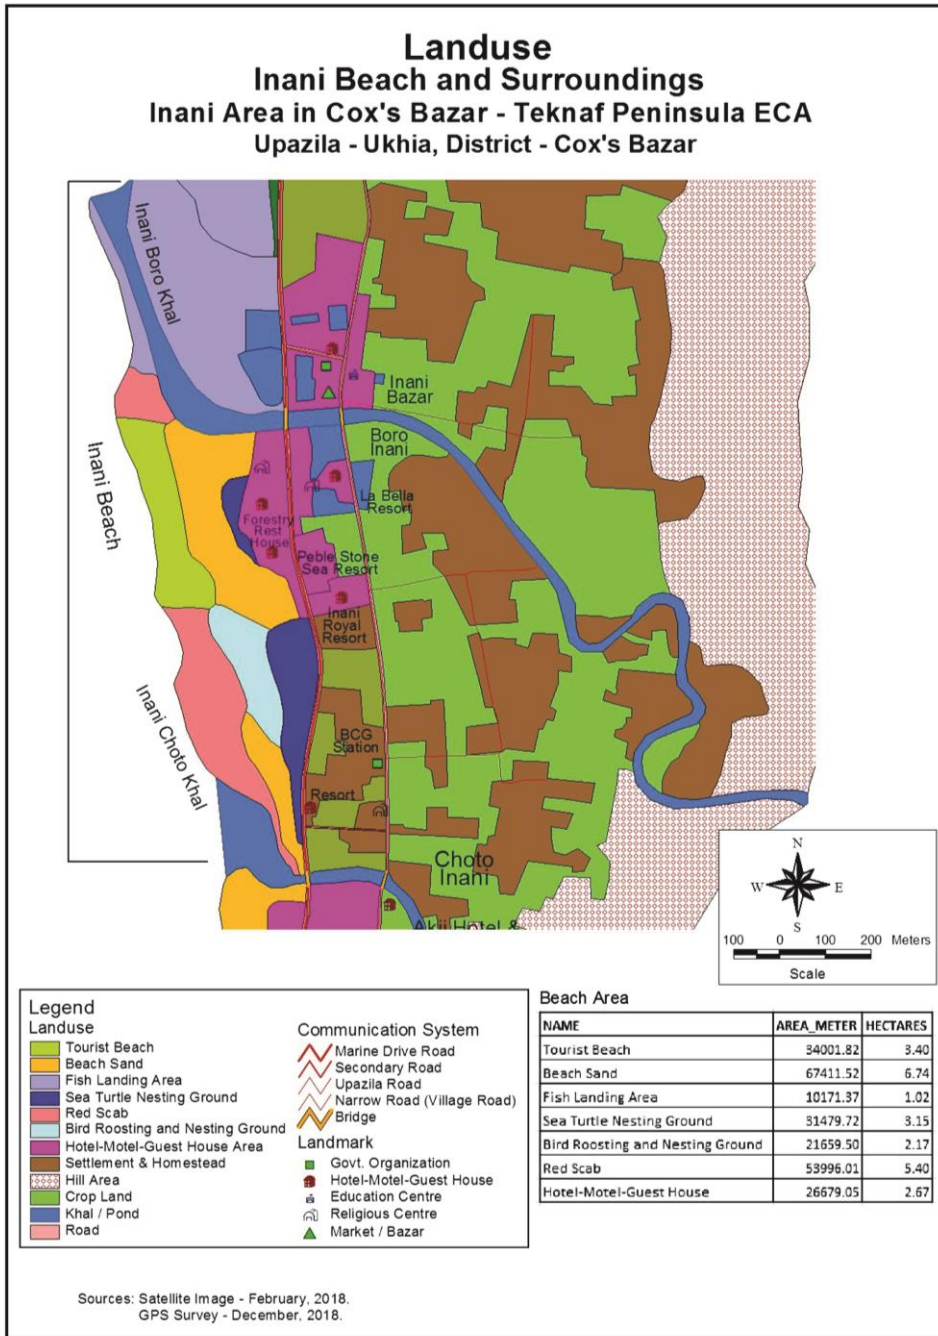 Landuse
Inani Beach and Surroundings
Inani Area in Cox's Bazar - Teknaf Peninsula ECA
Upazila - Ukhia, District - Cox's Bazar
Inani Boro Khal
Inani
Bazar
Boro
Inani
Inani Beach
La Bella
Resort
Forestry
Rest
House
Peble Stone
Sea Resort
Inani
Royal
Resort
Inani Choto Khal
BCG
Station
Resort
Choto
Inani
Akij Hotel &
N
W E
S
100 0 100 200 Meters
Scale
Legend
Landuse
Tourist Beach
Beach Sand
Fish Landing Area
Sea Turtle Nesting Ground
Red Scab
Bird Roosting and Nesting Ground
Hotel-Motel-Guest House Area
Settlement & Homestead
Hill Area
Crop Land
Khal / Pond
Road
Communication System
Marine Drive Road
Secondary Road
Upazila Road
Narrow Road (Village Road)
Bridge
Landmark
Govt. Organization
Hotel-Motel-Guest House
Education Centre
Religious Centre
Market / Bazar
Beach Area
NAME AREA_METER HECTARES
Tourist Beach 34001.82 3.40
Beach Sand 67411.52 6.74
Fish Landing Area 10171.37 1.02
Sea Turtle Nesting Ground 31479.72 3.15
Bird Roosting and Nesting Ground 21659.50 2.17
Red Scab 53996.01 5.40
Hotel-Motel-Guest House 26679.05 2.67
Sources: Satellite Image - February, 2018.
GPS Survey - December, 2018.